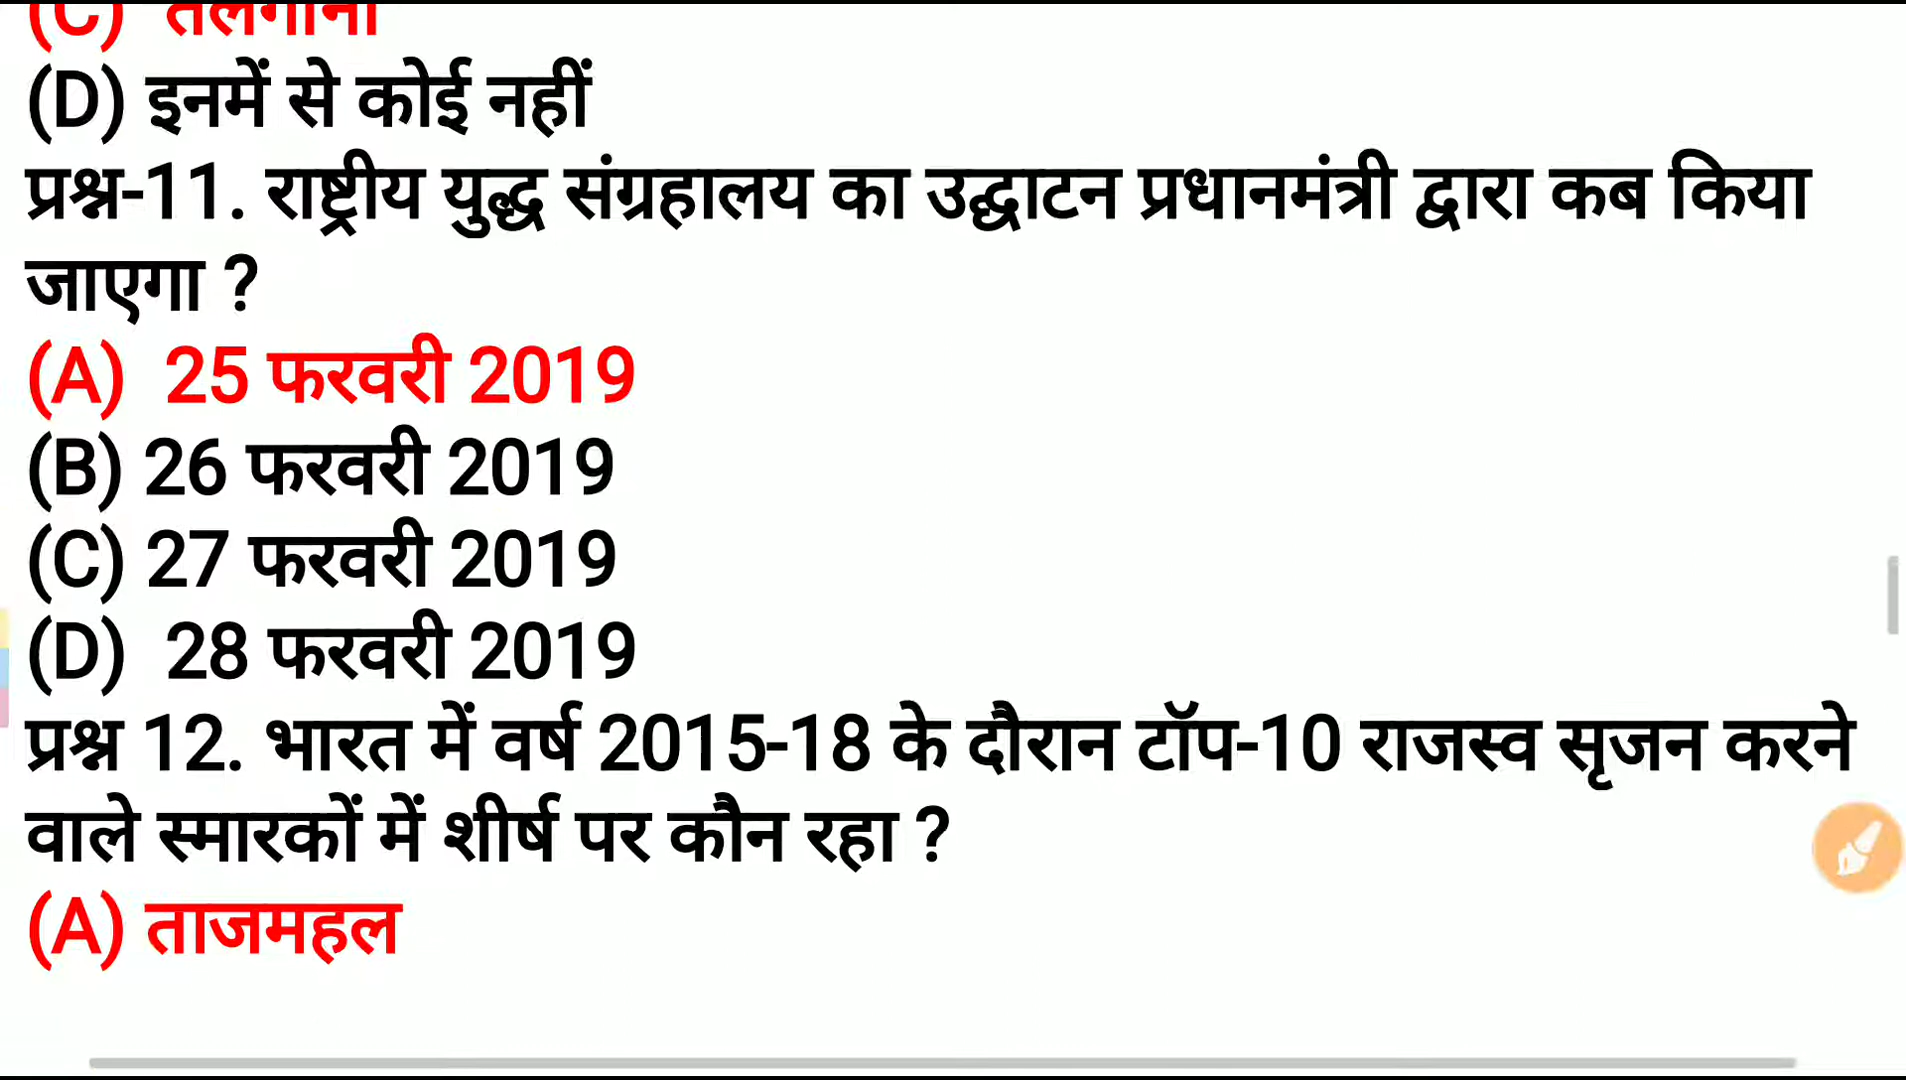 (C) तेलंगाना
(D) इनमें से कोई नहीं
प्रश्न-11. राष्ट्रीय युद्ध संग्रहालय का उद्घाटन प्रधानमंत्री द्वारा कब किया
जाएगा ?
(A) 25 फरवरी 2019
(B) 26 फरवरी 2019
(C) 27 फरवरी 2019
(D) 28 फरवरी 2019
प्रश्न 12. भारत में वर्ष 2015-18 के दौरान टॉप-10 राजस्व सृजन करने
वाले स्मारकों में शीर्ष पर कौन रहा ?
(A) ताजमहल